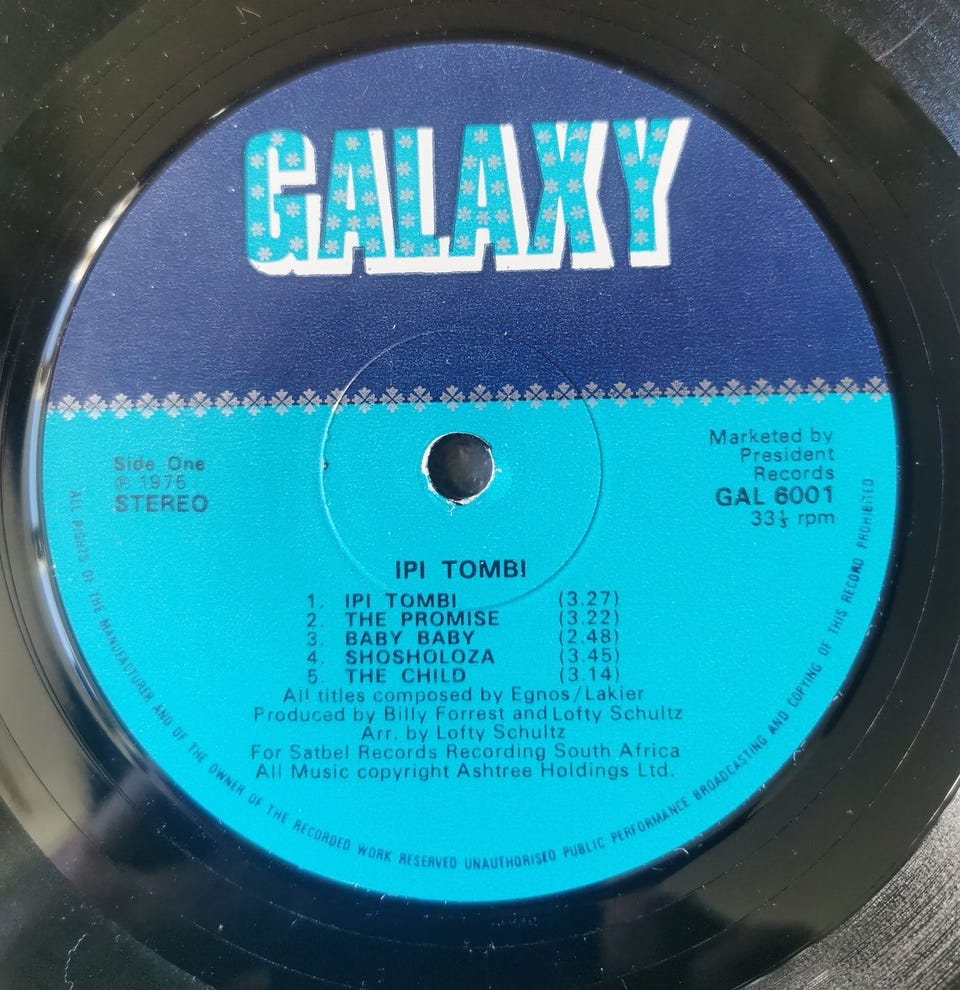 GALAXY
Side One
℗ 1975
STEREO
Marketed by
President
Records
GAL 6001
33⅓ rpm
IPI TOMBI
1. IPI TOMBI (3.27)
2. THE PROMISE (3.22)
3. BABY BABY (2.48)
4. SHOSHOLOZA (3.45)
5. THE CHILD (3.14)
All titles composed by Egnos/Lakier
Produced by Billy Forrest and Lofty Schultz
Arr. by Lofty Schultz
For Satbel Records Recording South Africa
All Music copyright Ashtree Holdings Ltd.
ALL RIGHTS OF THE MANUFACTURER AND OF THE OWNER OF THE RECORDED WORK RESERVED UNAUTHORISED PUBLIC PERFORMANCE BROADCASTING AND COPYING OF THIS RECORD PROHIBITED